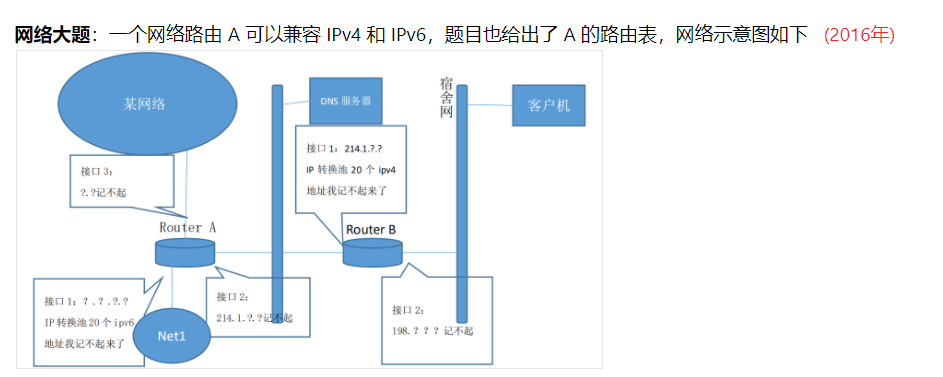 网络大题：一个网络路由 A 可以兼容 IPv4 和 IPv6，题目也给出了 A 的路由表，网络示意图如下 (2016年)
某网络
DNS 服务器
宿舍网
客户机
接口 3：
?.?记不起
接口 1：214.1.?.?
IP 转换池 20 个 ipv4
地址我记不起来了
Router A
Router B
接口 1：？.？.?.?
IP 转换池 20 个 ipv6
地址我记不起来了
Net1
接口 2：
214.1.？.?记不起
接口 2：
198.？？？记不起